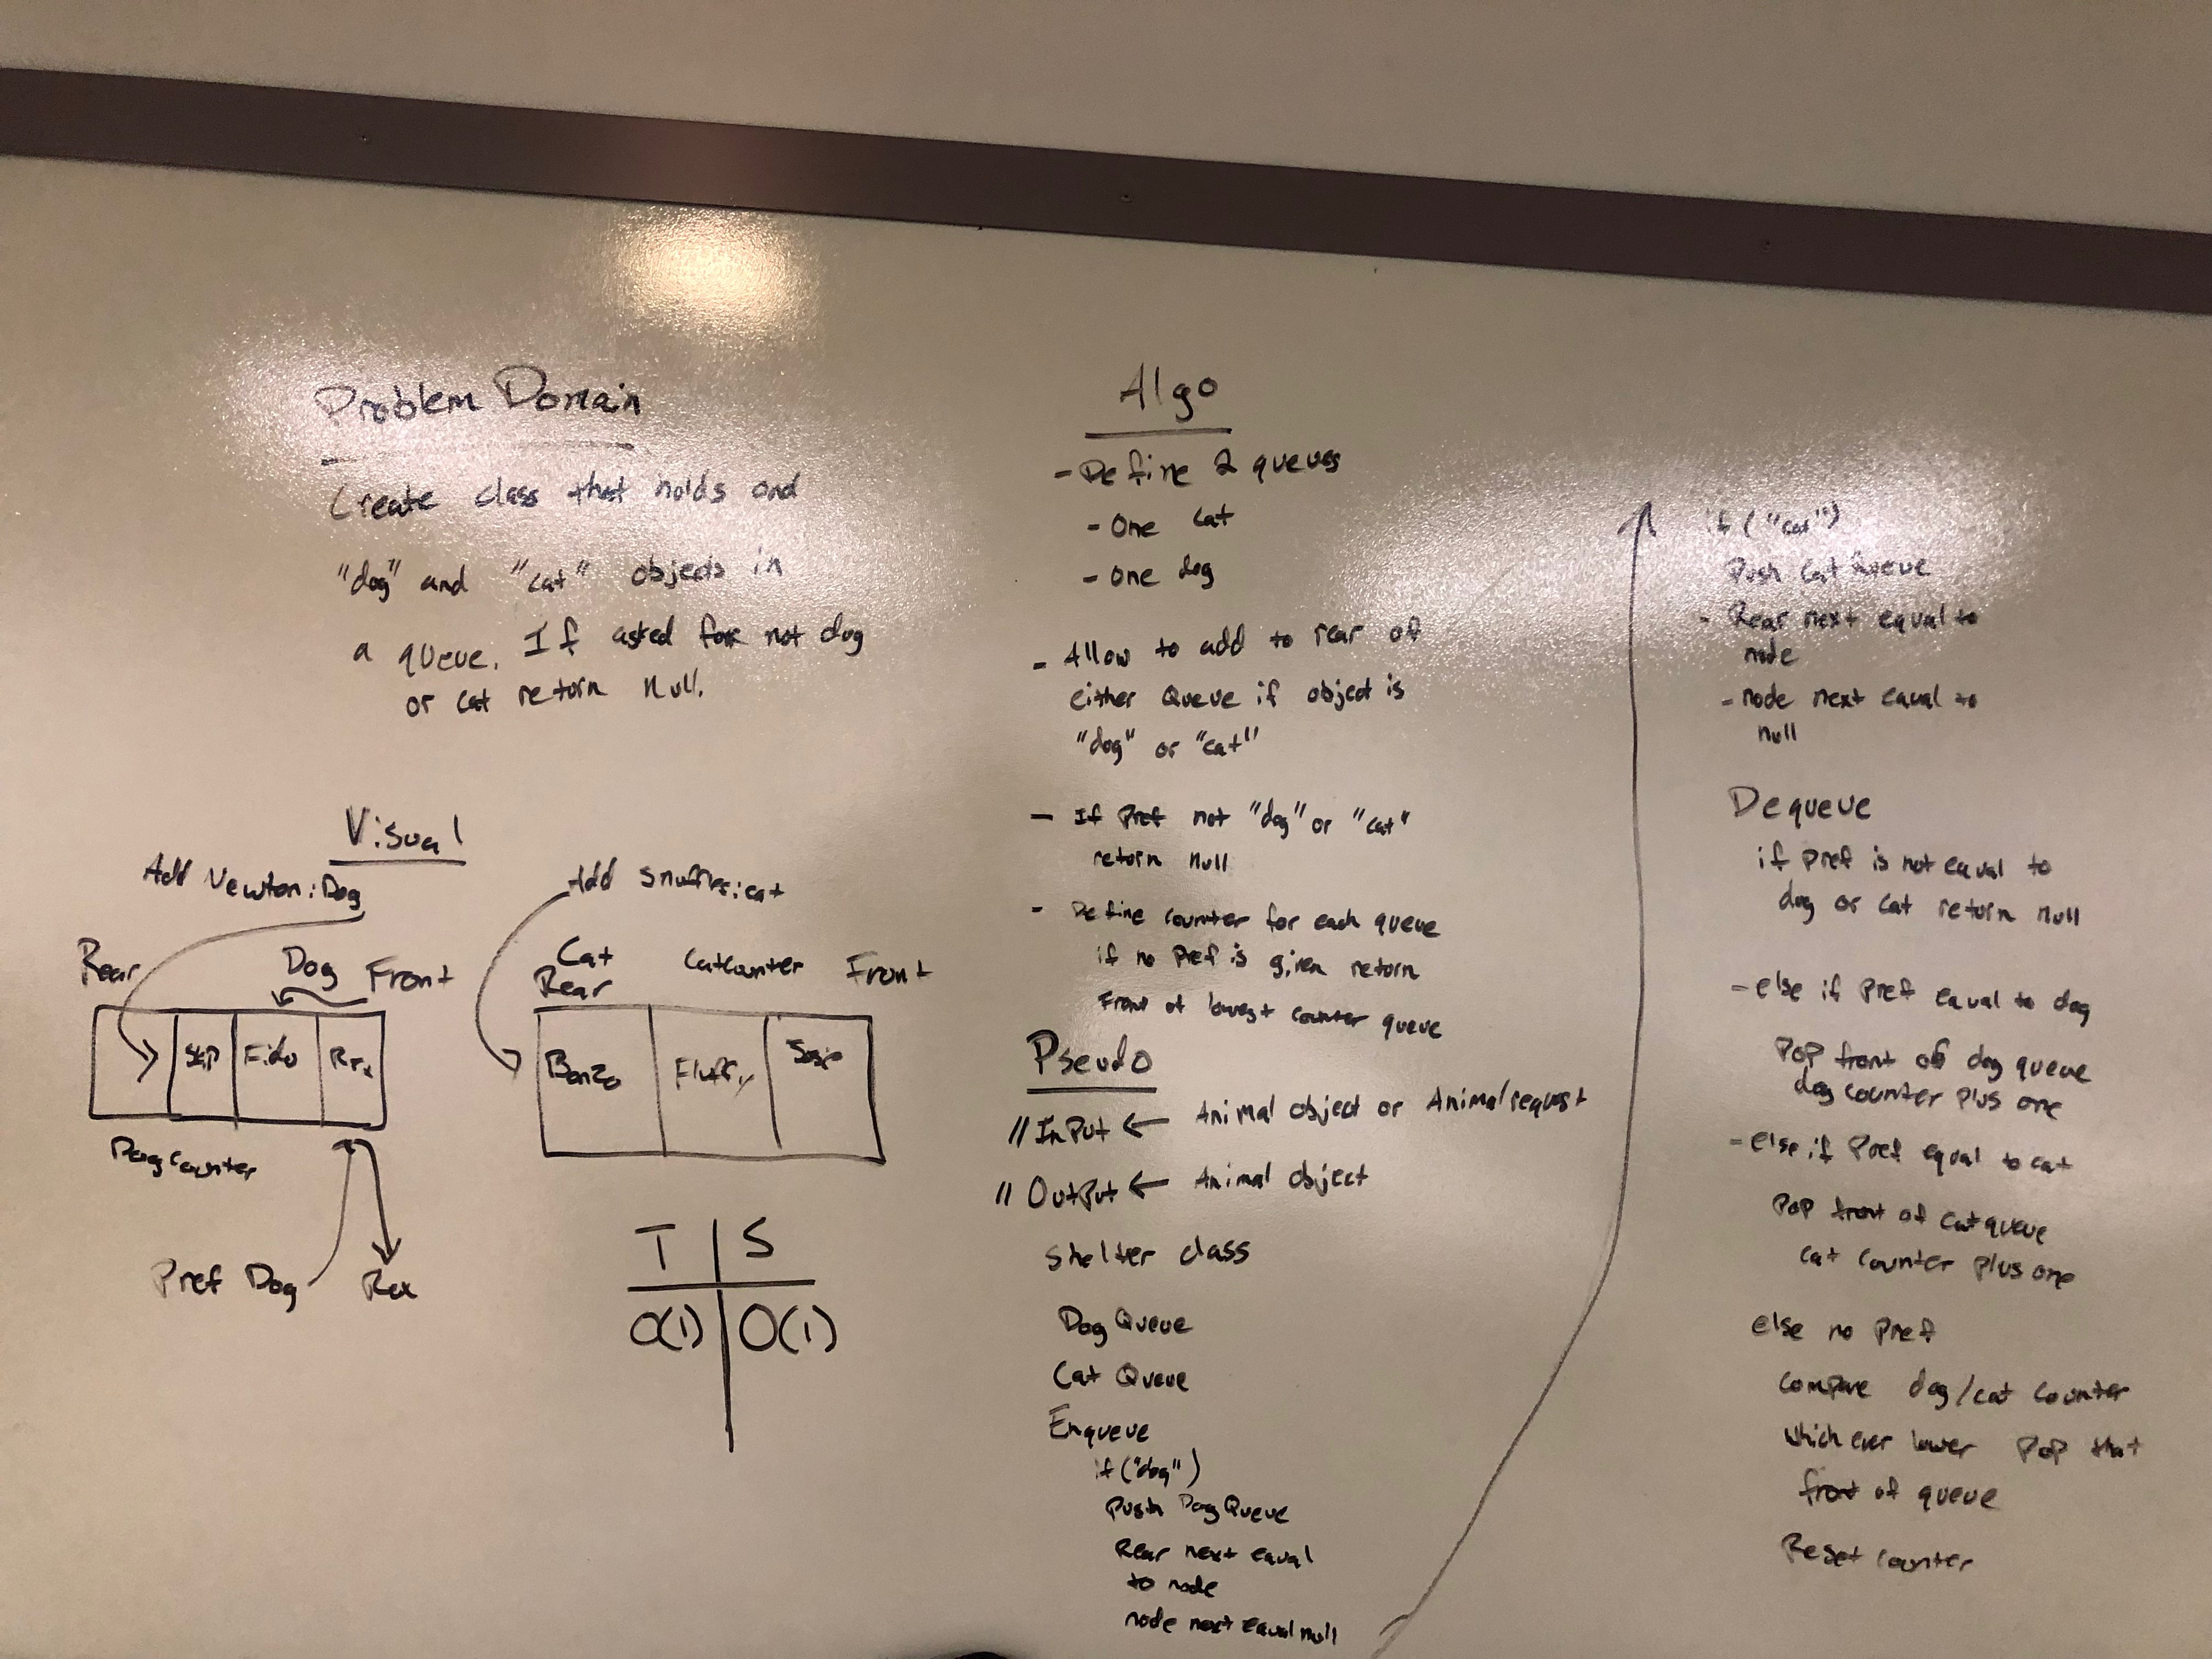 Problem Domain
Create class that holds and
"dog" and "cat" objects in
a queue. If asked for not dog
or cat return null.
Visual
Add Newton: Dog
Rear
Dog
Front
Skip
Fido
Rex
DogCounter
Pref Dog
Rex
Add Snuffles: cat
Cat
Rear
CatCounter
Front
Bonzo
Fluffy
T | S
O(1) | O(1)
Algo
- Define 2 queues
- One cat
- One dog
- Allow to add to rear of
either Queue if object is
"dog" or "cat"
- If Pref not "dog" or "cat"
return null
- Define counter for each queue
if no Pref is given return
Front of lowest counter queue
Pseudo
// InPut ← Animal object or Animal request
// OutPut ← Animal object
Shelter class
Dog Queue
Cat Queue
Enqueue
if ("dog")
Push Dog Queue
Rear next equal
to node
node next Equal null
if ("cat")
Push Cat Queue
- Rear next equal to
node
- node next equal to
null
Dequeue
if Pref is not equal to
dog or cat return null
- else if Pref equal to dog
Pop front of dog queue
dog counter plus one
- else if Pref equal to cat
Pop front of cat queue
cat counter plus one
else no Pref
Compare dog/cat Counter
which ever lower Pop that
front of queue
Reset counter